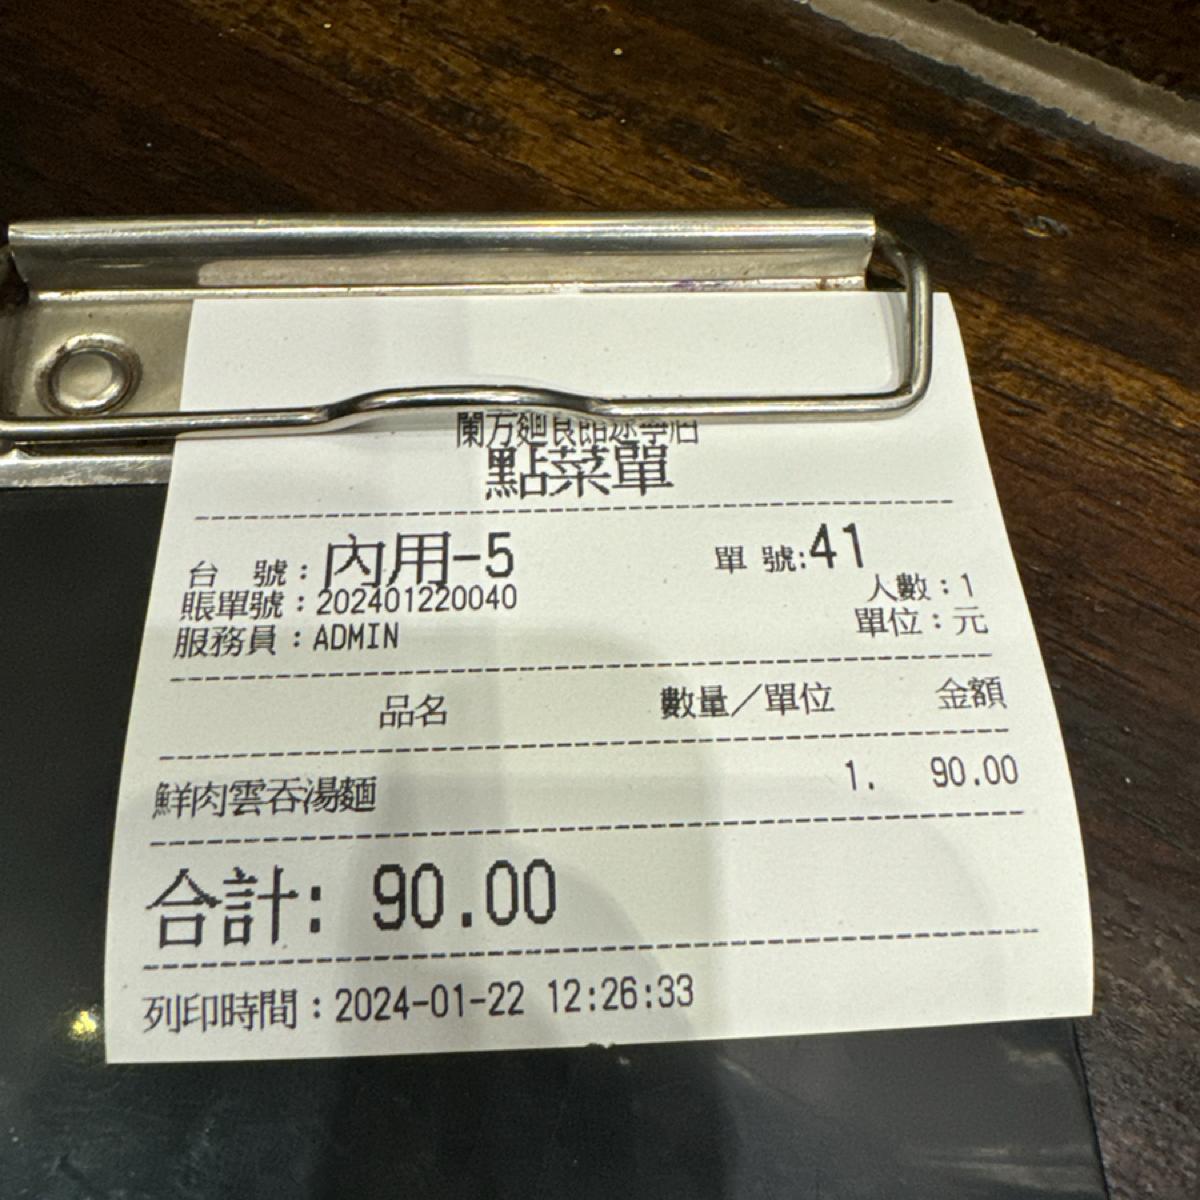 點菜單
台　號：內用-5　單 號:41
賬單號：202401220040　人數：1
服務員：ADMIN　單位：元
品名　數量／單位　金額
鮮肉雲吞湯麵　1.　90.00
合計: 90.00
列印時間：2024-01-22 12:26:33